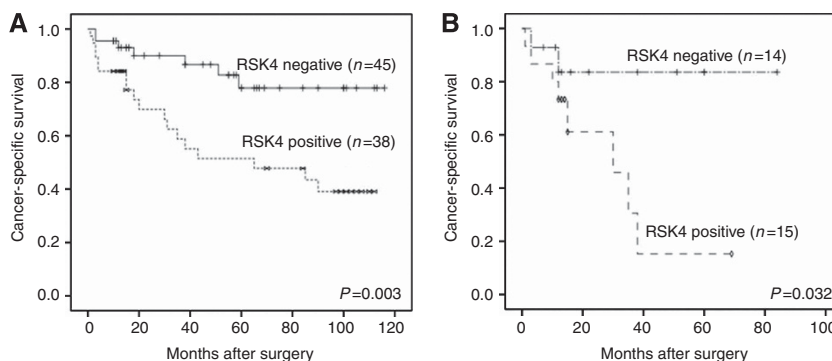 A
Cancer-specific survival
1.0
0.8
0.6
0.4
0.2
0.0
RSK4 negative (n=45)
RSK4 positive (n=38)
P=0.003
0 20 40 60 80 100 120
Months after surgery
B
Cancer-specific survival
1.0
0.8
0.6
0.4
0.2
0.0
RSK4 negative (n=14)
RSK4 positive (n=15)
P=0.032
0 20 40 60 80 100
Months after surgery